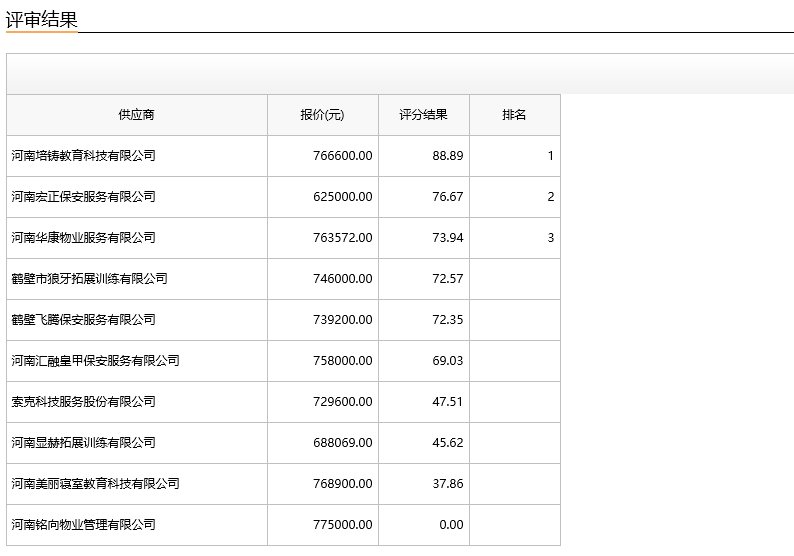 评审结果
供应商 报价(元) 评分结果 排名
河南培铸教育科技有限公司 766600.00 88.89 1
河南宏正保安服务有限公司 625000.00 76.67 2
河南华康物业服务有限公司 763572.00 73.94 3
鹤壁市狼牙拓展训练有限公司 746000.00 72.57
鹤壁飞腾保安服务有限公司 739200.00 72.35
河南汇融皇甲保安服务有限公司 758000.00 69.03
索克科技服务股份有限公司 729600.00 47.51
河南显赫拓展训练有限公司 688069.00 45.62
河南美丽寝室教育科技有限公司 768900.00 37.86
河南铭向物业管理有限公司 775000.00 0.00